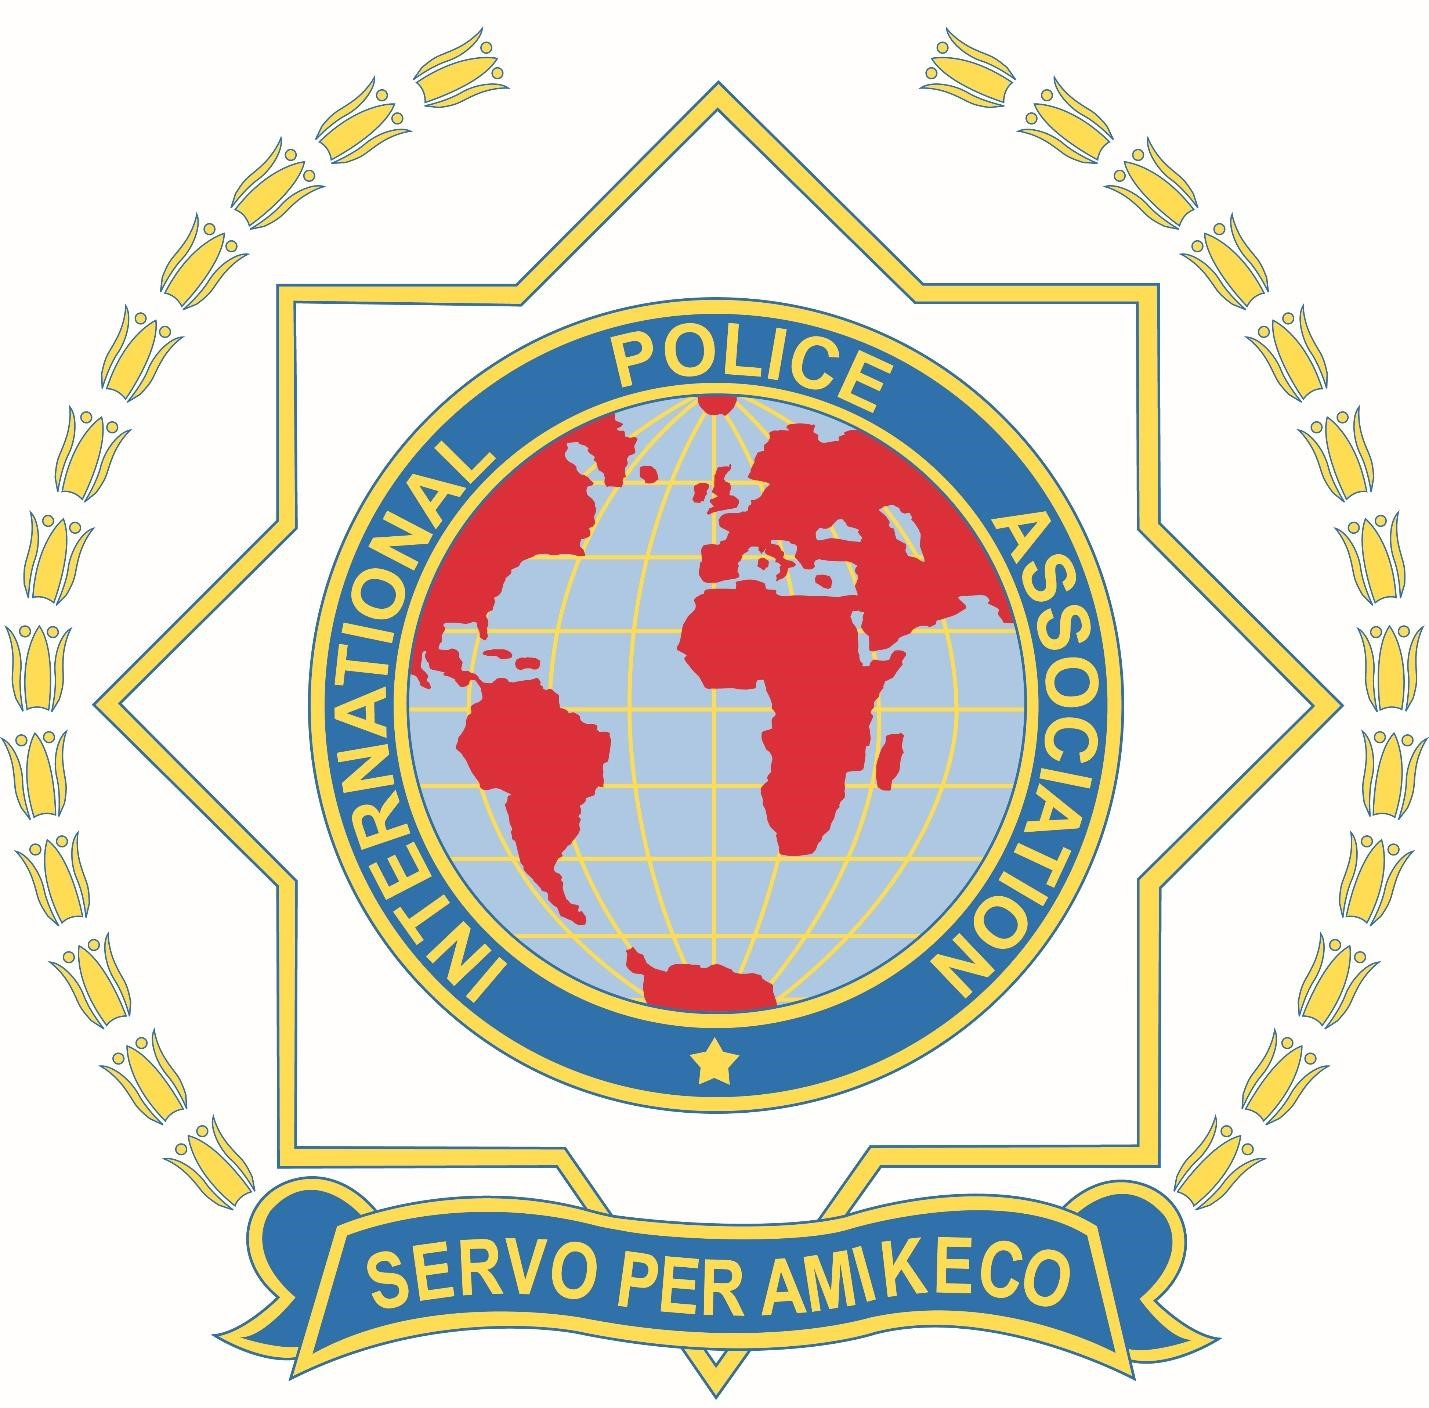 INTERNATIONAL POLICE ASSOCIATION
SERVO PER AMIKECO